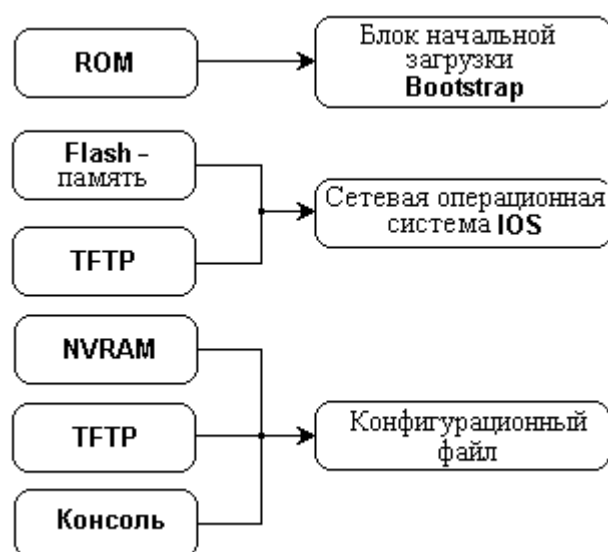 ROM
Блок начальной
загрузки
Bootstrap
Flash –
память
TFTP
Сетевая операционная
система IOS
NVRAM
TFTP
Консоль
Конфигурационный
файл